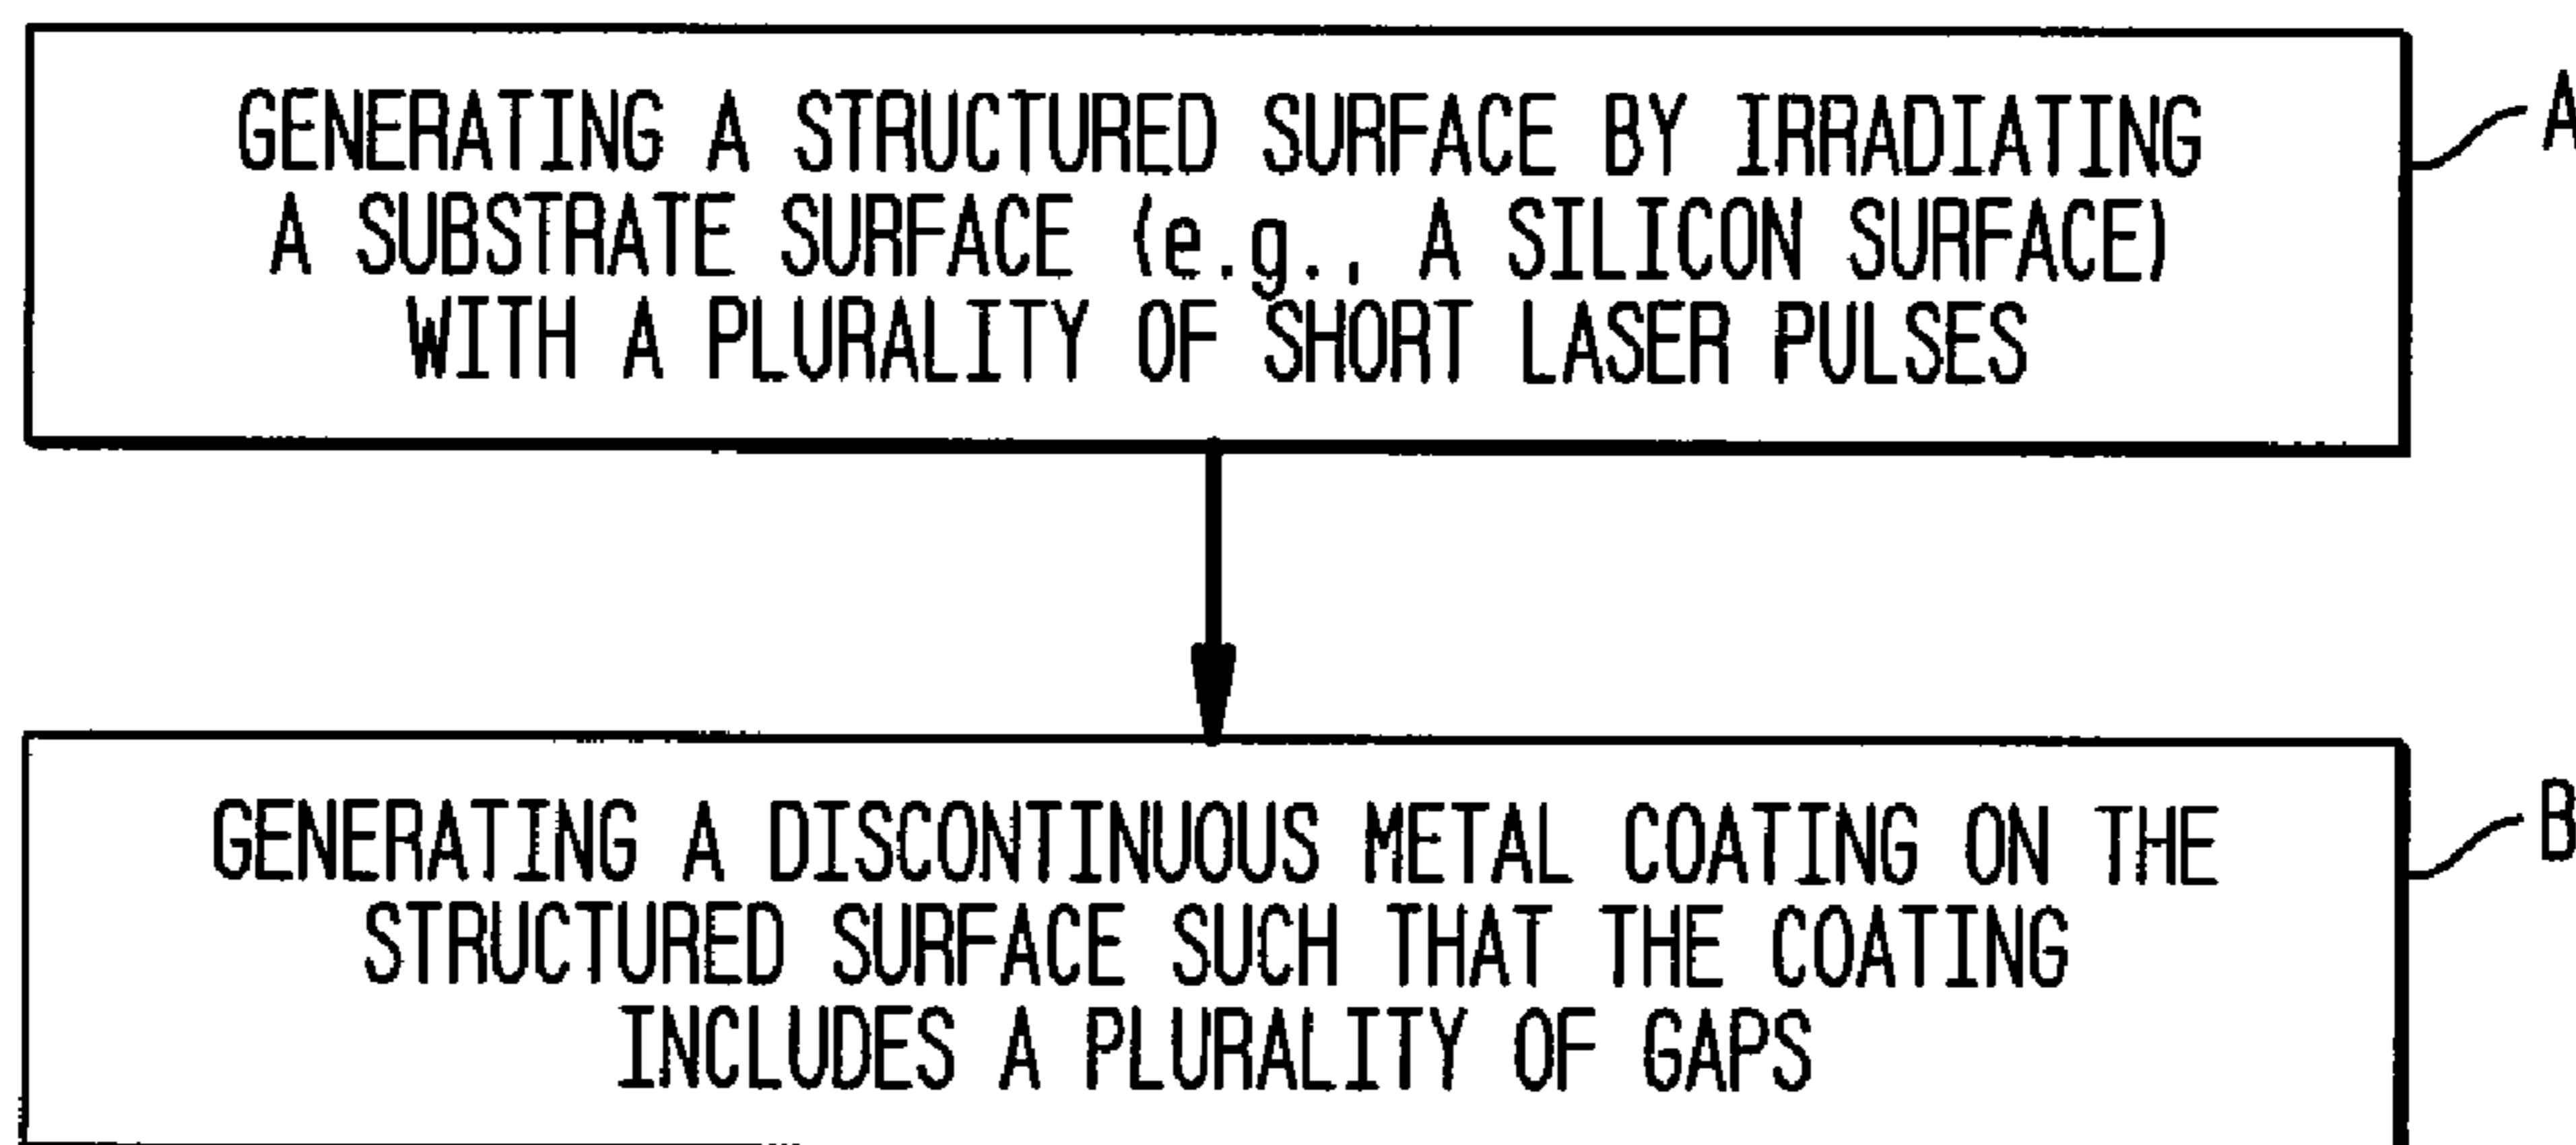 GENERATING A STRUCTURED SURFACE BY IRRADIATING
A SUBSTRATE SURFACE (e.g., A SILICON SURFACE)
WITH A PLURALITY OF SHORT LASER PULSES
A
GENERATING A DISCONTINUOUS METAL COATING ON THE
STRUCTURED SURFACE SUCH THAT THE COATING
INCLUDES A PLURALITY OF GAPS
B